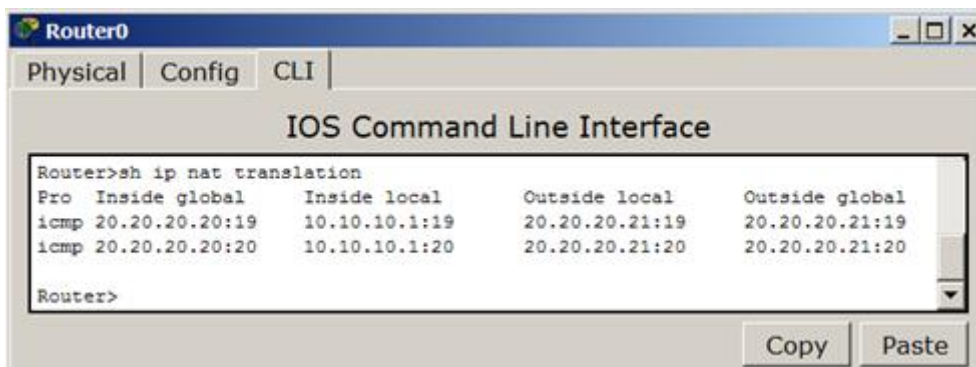 Router0
Physical Config CLI
IOS Command Line Interface
Router>sh ip nat translation
Pro Inside global Inside local Outside local Outside global
icmp 20.20.20.20:19 10.10.10.1:19 20.20.20.21:19 20.20.20.21:19
icmp 20.20.20.20:20 10.10.10.1:20 20.20.20.21:20 20.20.20.21:20
Router>
Copy Paste